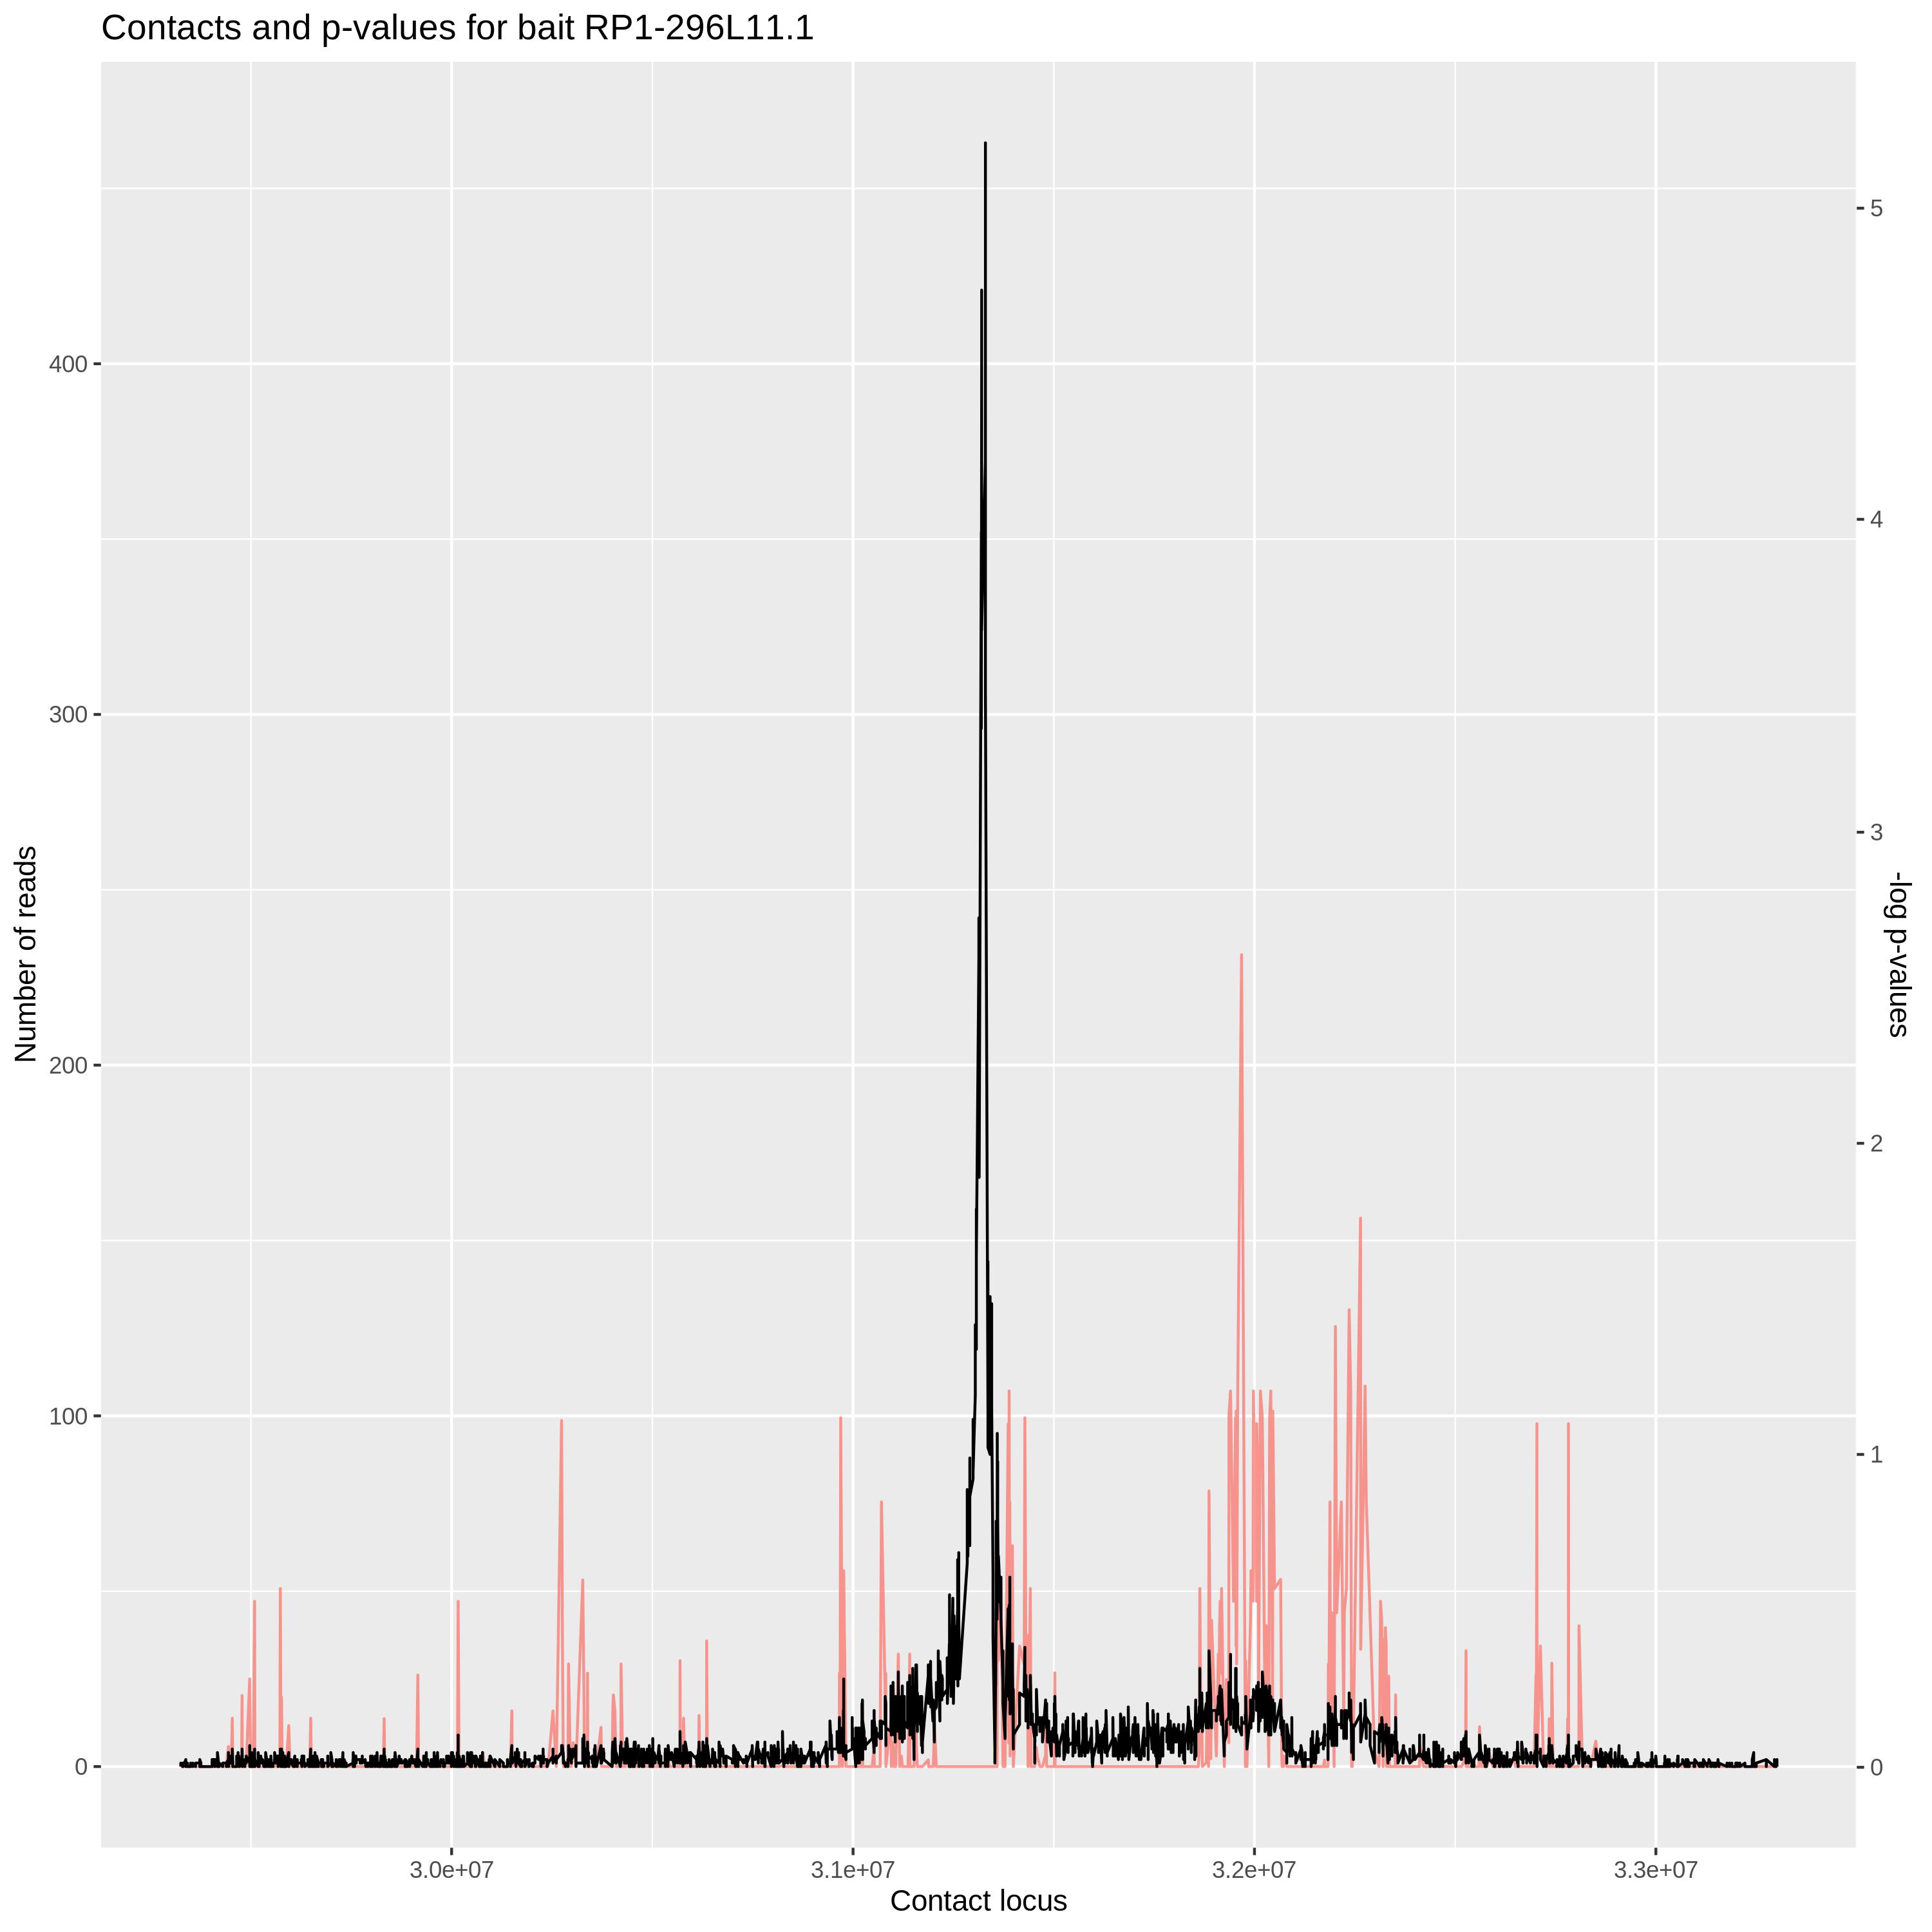 Contacts and p-values for bait RP1-296L11.1
400
300
200
100
0
Number of reads
5
4
3
2
1
0
-log p-values
3.0e+07
3.1e+07
3.2e+07
3.3e+07
Contact locus